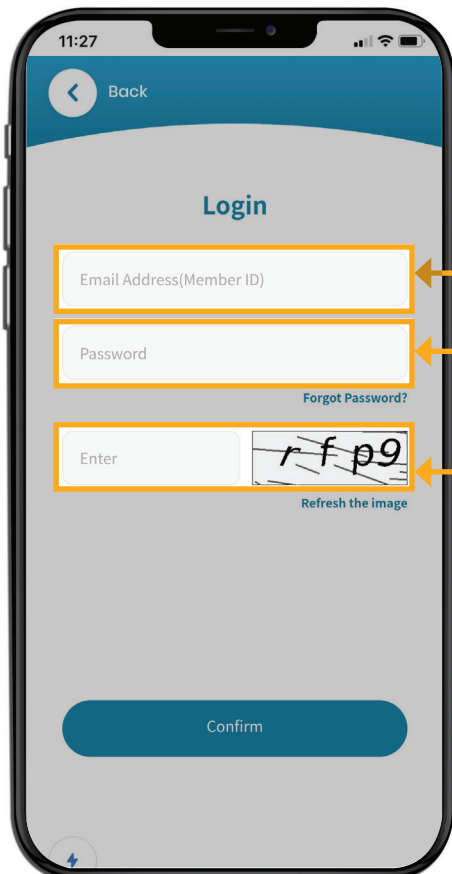 11:27
Back
Login
Email Address(Member ID)
Password
Forgot Password?
Enter
r f p9
Refresh the image
Confirm